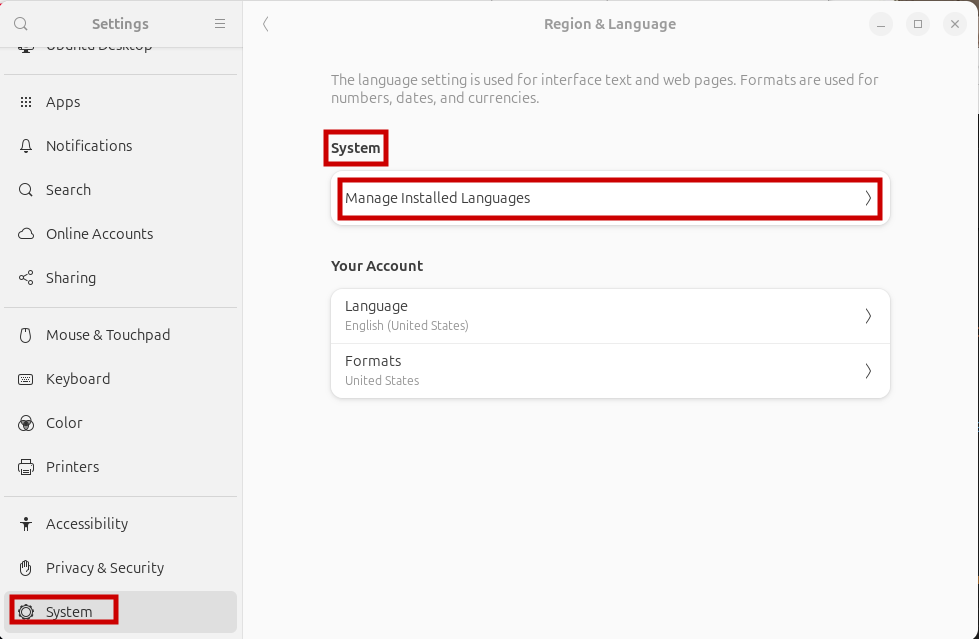 Settings
Ubuntu Desktop
Apps
Notifications
Search
Online Accounts
Sharing
Mouse & Touchpad
Keyboard
Color
Printers
Accessibility
Privacy & Security
System
Region & Language
The language setting is used for interface text and web pages. Formats are used for
numbers, dates, and currencies.
System
Manage Installed Languages
Your Account
Language
English (United States)
Formats
United States